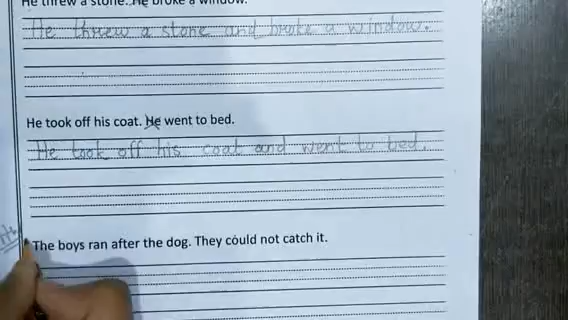 He threw a stone. He broke a window.
He threw a stone and broke a window.
He took off his coat. He went to bed.
He took off his coat and went to bed.
The boys ran after the dog. They could not catch it.